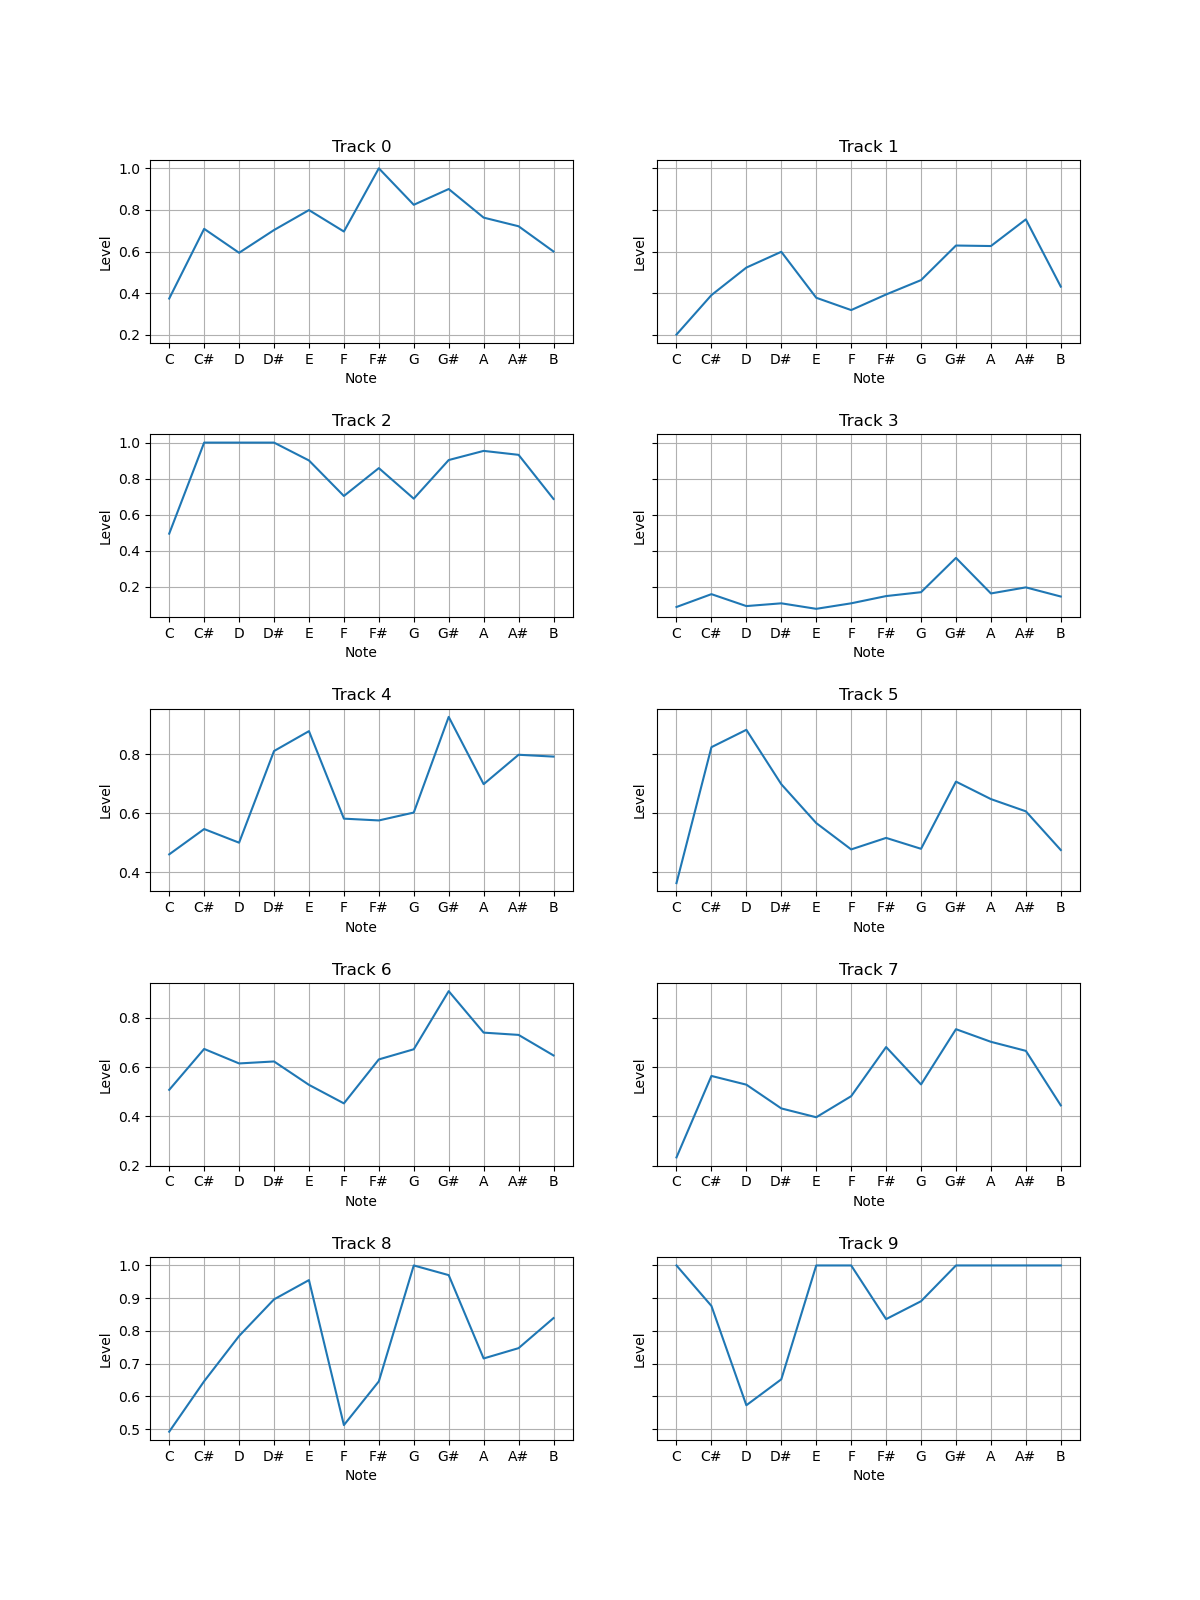 Track 0
1.0
0.8
0.6
0.4
0.2
Level
C C# D D# E F F# G G# A A# B
Note
Track 1
Level
C C# D D# E F F# G G# A A# B
Note
Track 2
1.0
0.8
0.6
0.4
0.2
Level
C C# D D# E F F# G G# A A# B
Note
Track 3
Level
C C# D D# E F F# G G# A A# B
Note
Track 4
0.8
0.6
0.4
Level
C C# D D# E F F# G G# A A# B
Note
Track 5
Level
C C# D D# E F F# G G# A A# B
Note
Track 6
0.8
0.6
0.4
0.2
Level
C C# D D# E F F# G G# A A# B
Note
Track 7
Level
C C# D D# E F F# G G# A A# B
Note
Track 8
1.0
0.9
0.8
0.7
0.6
0.5
Level
C C# D D# E F F# G G# A A# B
Note
Track 9
Level
C C# D D# E F F# G G# A A# B
Note